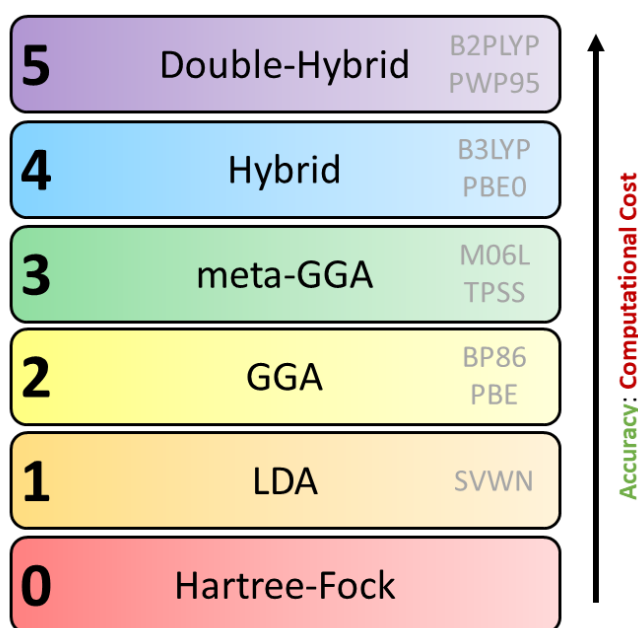 5
Double-Hybrid
B2PLYP
PWP95
4
Hybrid
B3LYP
PBE0
3
meta-GGA
M06L
TPSS
2
GGA
BP86
PBE
1
LDA
SVWN
0
Hartree-Fock
Accuracy: Computational Cost